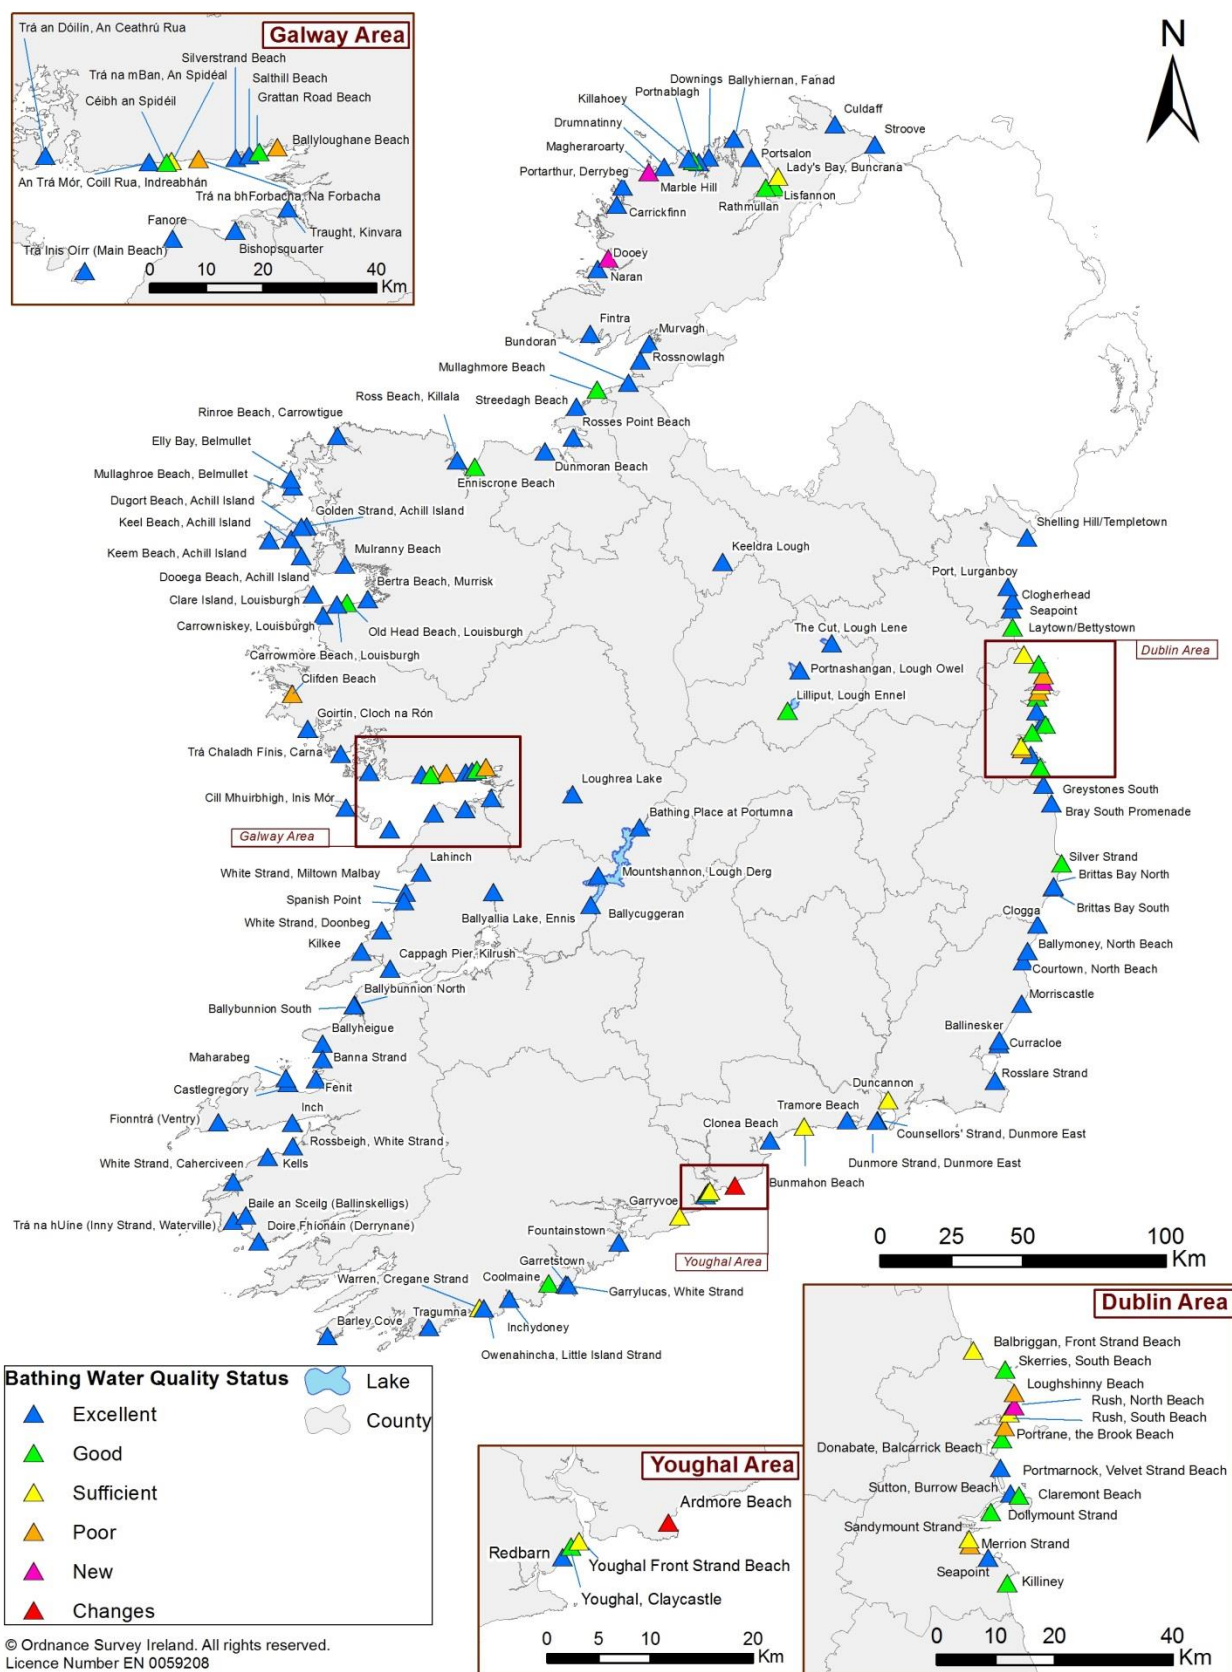 Galway Area
Trá an Dóilín, An Ceathrú Rua
Silverstrand Beach
Trá na mBan, An Spidéal
Salthill Beach
Céibh an Spidéil
Grattan Road Beach
Ballyloughane Beach
An Trá Mór, Coill Rua, Indreabhán
Trá na bhForbacha, Na Forbacha
Fanore
Traught, Kinvara
Trá Inis Oírr (Main Beach)
Bishopsquarter
0 10 20 40
Km
N
Downings
Ballyhiernan, Fanad
Portnablagh
Killahoey
Culdaff
Drumnatinny
Stroove
Magheraroarty
Portsalon
Portarthur, Derrybeg
Lady's Bay, Buncrana
Marble Hill
Lisfannon
Rathmullan
Carrickfinn
Dooey
Naran
Fintra
Murvagh
Bundoran
Rossnowlagh
Mullaghmore Beach
Ross Beach, Killala
Streedagh Beach
Rinroe Beach, Carrowtigue
Rosses Point Beach
Elly Bay, Belmullet
Dunmoran Beach
Mullaghroe Beach, Belmullet
Enniscrone Beach
Dugort Beach, Achill Island
Golden Strand, Achill Island
Keel Beach, Achill Island
Shelling Hill/Templetown
Keem Beach, Achill Island
Mulranny Beach
Keeldra Lough
Dooega Beach, Achill Island
Bertra Beach, Murrisk
Port, Lurganboy
Clare Island, Louisburgh
Clogherhead
Seapoint
Carrowniskey, Louisburgh
Old Head Beach, Louisburgh
The Cut, Lough Lene
Laytown/Bettystown
Carrowmore Beach, Louisburgh
Dublin Area
Clifden Beach
Portnashangan, Lough Owel
Lilliput, Lough Ennel
Goirtín, Cloch na Rón
Trá Chaladh Fínis, Carna
Loughrea Lake
Greystones South
Cill Mhuirbhigh, Inis Mór
Bathing Place at Portumna
Bray South Promenade
Galway Area
Lahinch
Silver Strand
White Strand, Miltown Malbay
Mountshannon, Lough Derg
Brittas Bay North
Spanish Point
Brittas Bay South
White Strand, Doonbeg
Ballyallia Lake, Ennis
Ballycuggeran
Clogga
Kilkee
Cappagh Pier, Kilrush
Ballymoney, North Beach
Courtown, North Beach
Ballybunnion North
Morriscastle
Ballybunnion South
Ballyheigue
Ballinesker
Banna Strand
Curracloe
Maharabeg
Castlegregory
Fenit
Rosslare Strand
Duncannon
Inch
Tramore Beach
Fionntrá (Ventry)
Clonea Beach
Counsellors' Strand, Dunmore East
Rossbeigh, White Strand
White Strand, Caherciveen
Kells
Dunmore Strand, Dunmore East
Bunmahon Beach
Baile an Sceilg (Ballinskelligs)
Garryvoe
Trá na hUíne (Inny Strand, Waterville)
Doire Fhíonáin (Derrynane)
Fountainstown
Youghal Area
0 25 50 100
Km
Garretstown
Warren, Cregane Strand
Coolmaine
Garrylucas, White Strand
Tragumna
Barley Cove
Inchydoney
Owenahincha, Little Island Strand
Bathing Water Quality Status
Excellent
Good
Sufficient
Poor
New
Changes
Lake
County
© Ordnance Survey Ireland. All rights reserved.
Licence Number EN 0059208
Youghal Area
Ardmore Beach
Redbarn
Youghal Front Strand Beach
Youghal, Claycastle
0 5 10 20
Km
Dublin Area
Balbriggan, Front Strand Beach
Skerries, South Beach
Loughshinny Beach
Rush, North Beach
Rush, South Beach
Portrane, the Brook Beach
Donabate, Balcarrick Beach
Portmarnock, Velvet Strand Beach
Sutton, Burrow Beach
Claremont Beach
Dollymount Strand
Sandymount Strand
Merrion Strand
Seapoint
Killiney
0 10 20 40
Km